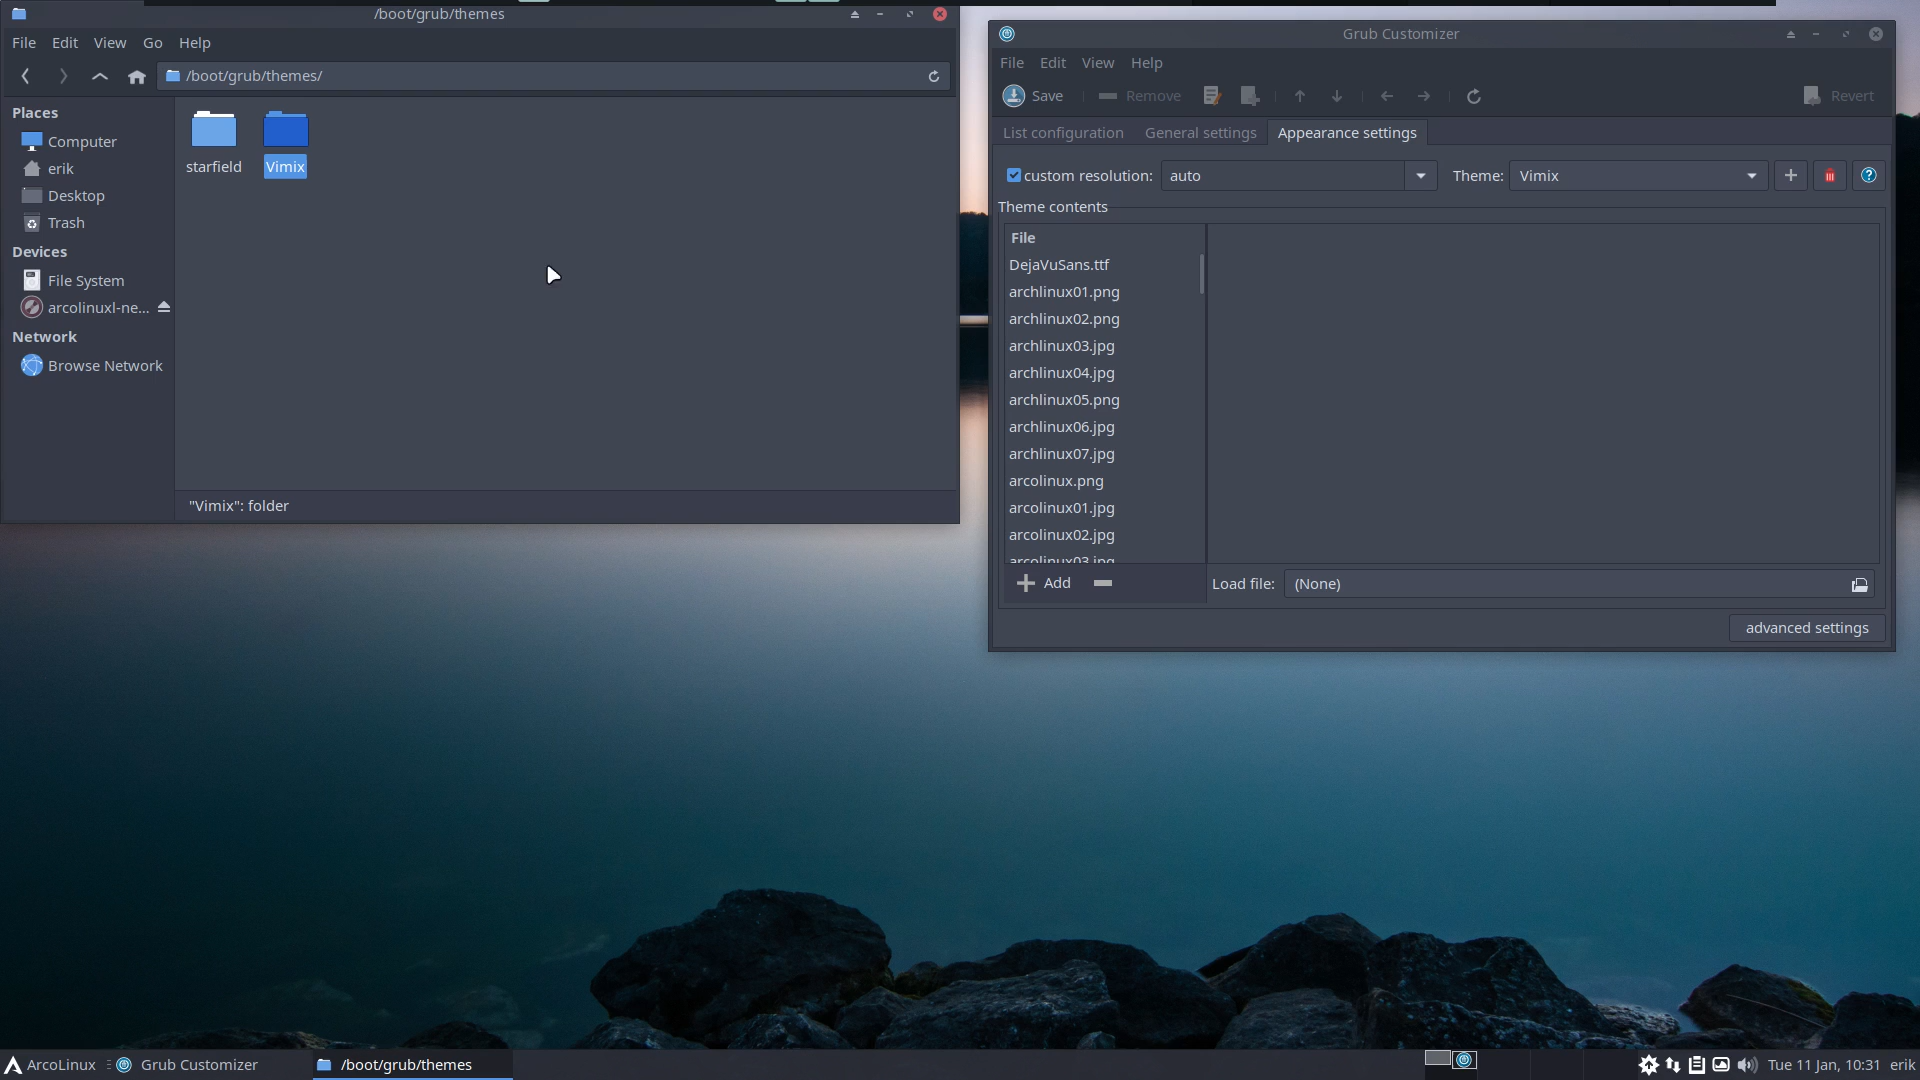 /boot/grub/themes
File Edit View Go Help
/boot/grub/themes/
Places
Computer
erik
Desktop
Trash
Devices
File System
arcolinuxl-ne...
Network
Browse Network
starfield
Vimix
"Vimix": folder
Grub Customizer
File Edit View Help
Save Remove Revert
List configuration General settings Appearance settings
custom resolution: auto Theme: Vimix
Theme contents
File
DejaVuSans.ttf
archlinux01.png
archlinux02.png
archlinux03.jpg
archlinux04.jpg
archlinux05.png
archlinux06.jpg
archlinux07.jpg
arcolinux.png
arcolinux01.jpg
arcolinux02.jpg
arcolinux03.jpg
Add
Load file: (None)
advanced settings
ArcoLinux Grub Customizer /boot/grub/themes Tue 11 Jan, 10:31 erik